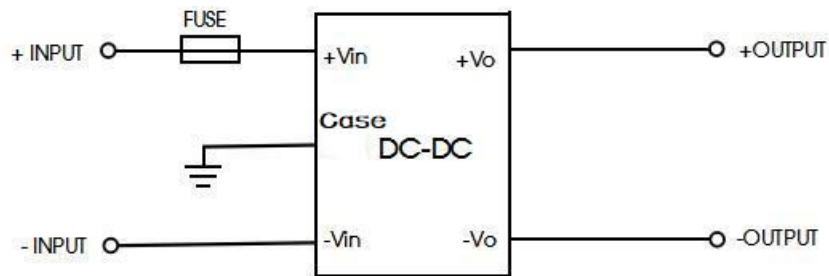 FUSE
+ INPUT +Vin +Vo +OUTPUT
Case
DC-DC
- INPUT -Vin -Vo -OUTPUT